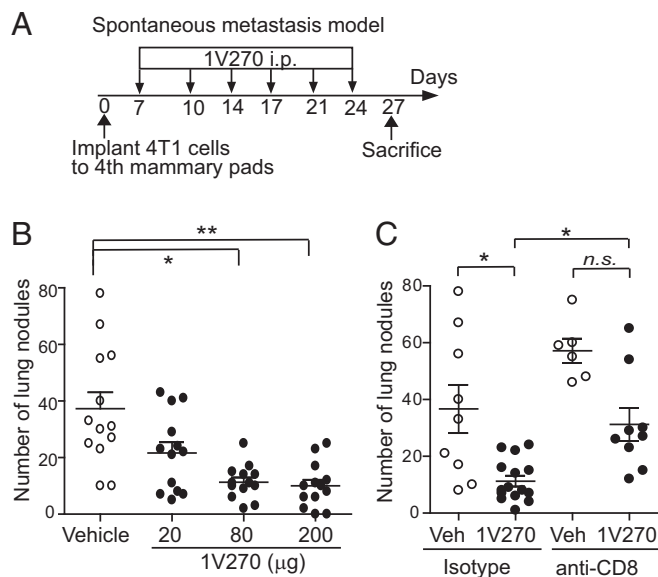 A
Spontaneous metastasis model
1V270 i.p.
Days
0 7 10 14 17 21 24 27
Implant 4T1 cells
to 4th mammary pads
Sacrifice
B
**
*
Number of lung nodules
80
60
40
20
0
Vehicle 20 80 200
1V270 (μg)
C
*
* n.s.
Number of lung nodules
80
60
40
20
0
Veh 1V270 Veh 1V270
Isotype anti-CD8